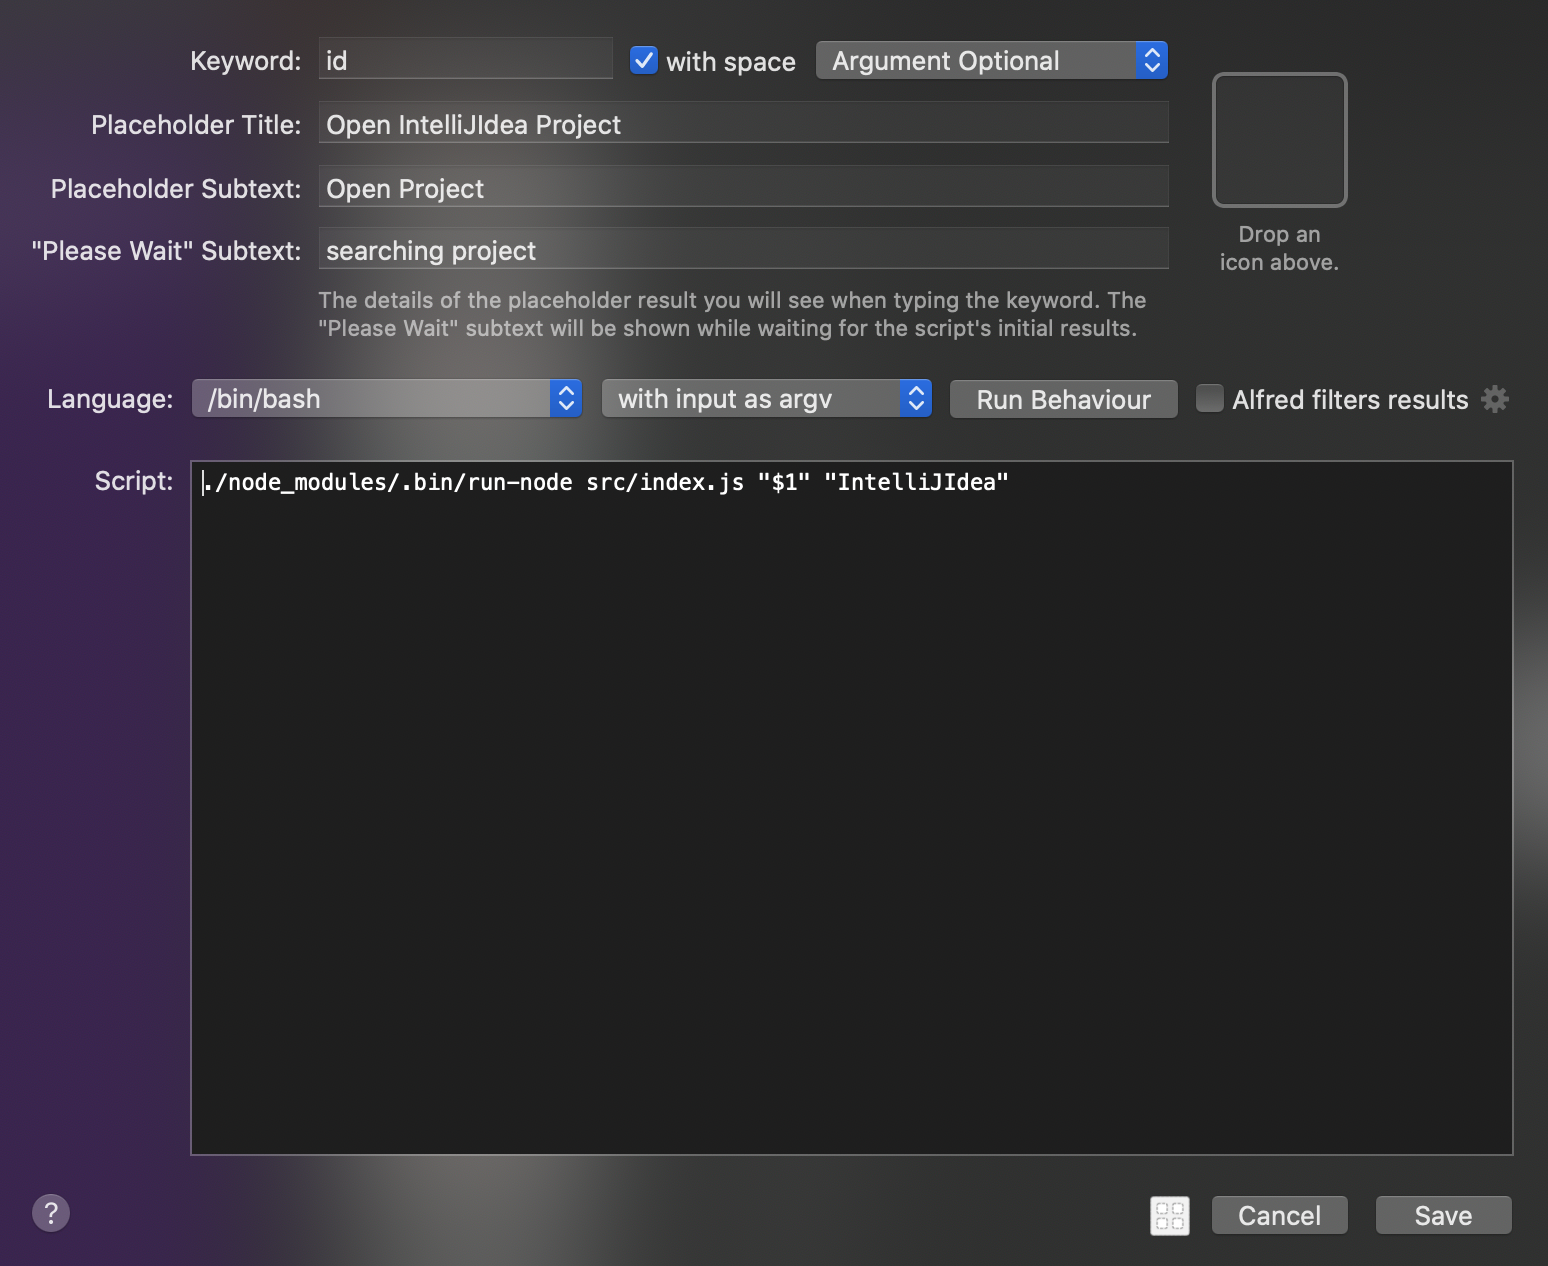 Keyword: id with space Argument Optional
Placeholder Title: Open IntelliJIdea Project
Placeholder Subtext: Open Project
"Please Wait" Subtext: searching project
Drop an
icon above.
The details of the placeholder result you will see when typing the keyword. The
"Please Wait" subtext will be shown while waiting for the script's initial results.
Language: /bin/bash with input as argv Run Behaviour Alfred filters results
Script: ./node_modules/.bin/run-node src/index.js "$1" "IntelliJIdea"
? Cancel Save